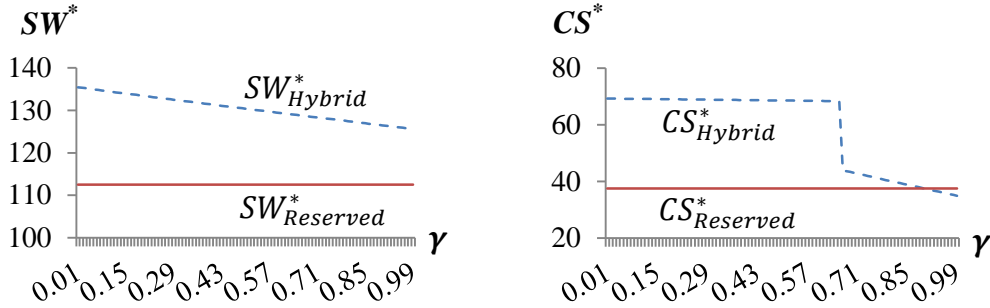 SW*
140
130
120
110
100
SW*Hybrid
SW*Reserved
γ
0.01 0.15 0.29 0.43 0.57 0.71 0.85 0.99
CS*
80
60
40
20
CS*Hybrid
CS*Reserved
γ
0.01 0.15 0.29 0.43 0.57 0.71 0.85 0.99